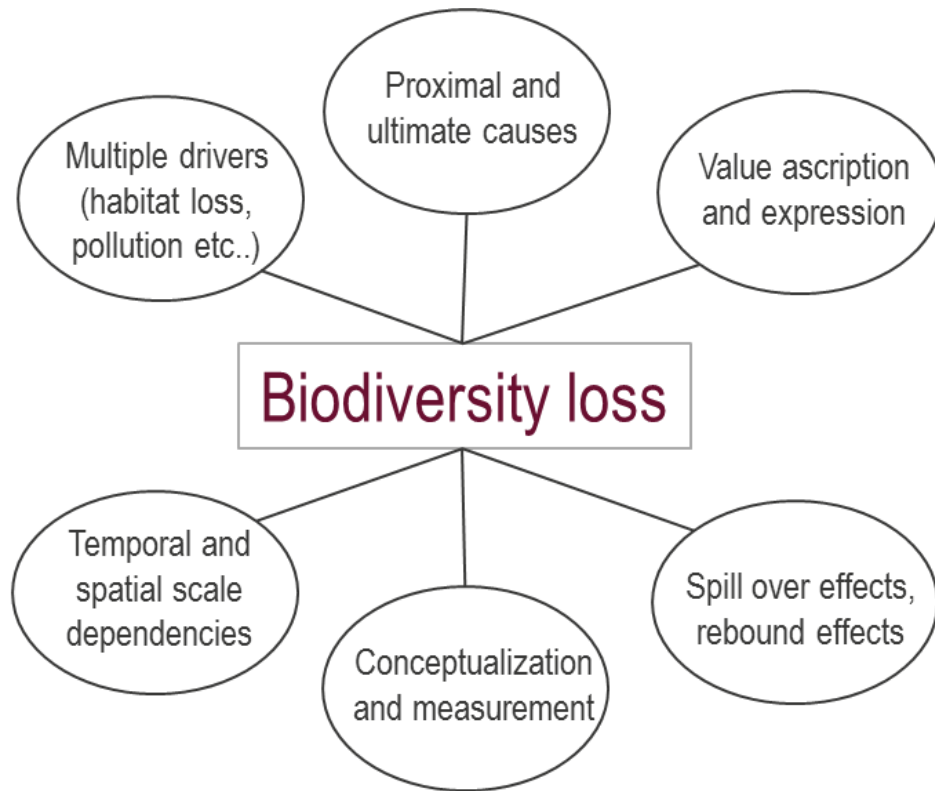 Proximal and
ultimate causes
Multiple drivers
(habitat loss,
pollution etc..)
Value ascription
and expression
Biodiversity loss
Temporal and
spatial scale
dependencies
Conceptualization
and measurement
Spill over effects,
rebound effects